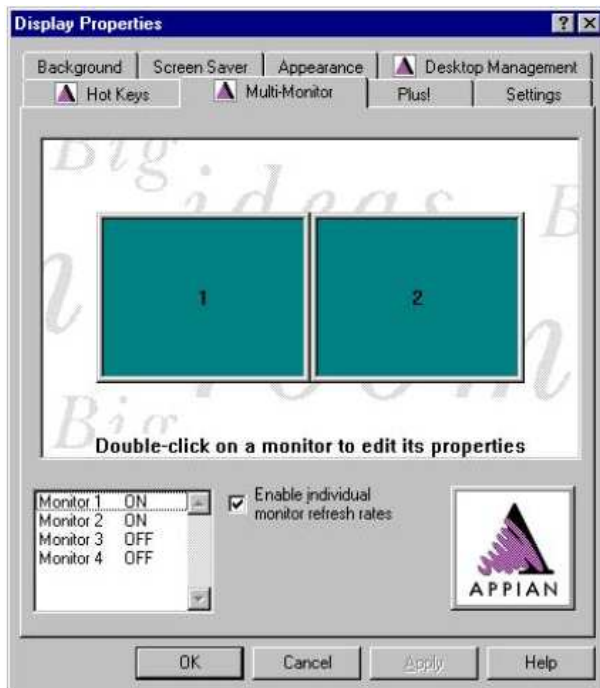 Display Properties
Background Screen Saver Appearance Desktop Management
Hot Keys Multi-Monitor Plus! Settings
Big
ideas
1 2
room
Big
Double-click on a monitor to edit its properties
Monitor 1 ON
Monitor 2 ON
Monitor 3 OFF
Monitor 4 OFF
Enable individual
monitor refresh rates
APPIAN
OK Cancel Apply Help